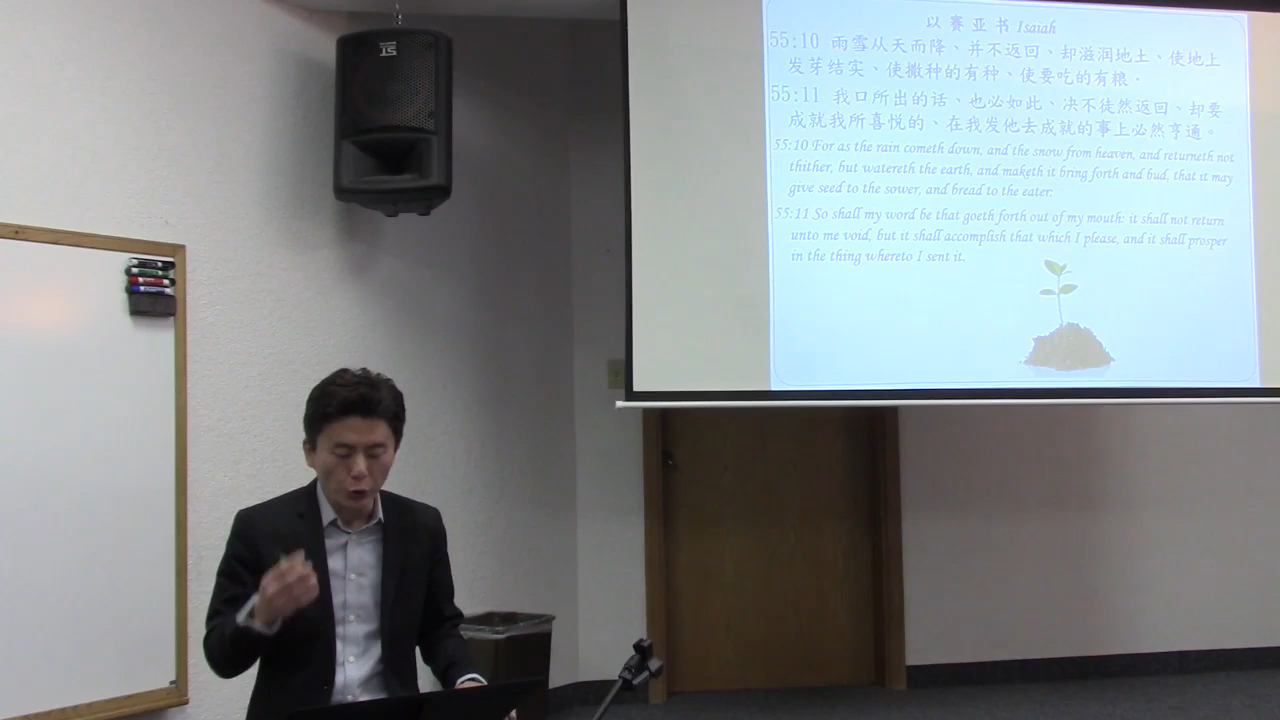 以赛亚书 Isaiah
55:10 雨雪从天而降、并不返回、却滋润地土、使地上
发芽结实、使撒种的有种、使要吃的有粮．
55:11 我口所出的话、也必如此、决不徒然返回、却要
成就我所喜悦的、在我发他去成就的事上必然亨通。
55:10 For as the rain cometh down, and the snow from heaven, and returneth not
thither, but watereth the earth, and maketh it bring forth and bud, that it may
give seed to the sower, and bread to the eater:
55:11 So shall my word be that goeth forth out of my mouth: it shall not return
unto me void, but it shall accomplish that which I please, and it shall prosper
in the thing whereto I sent it.